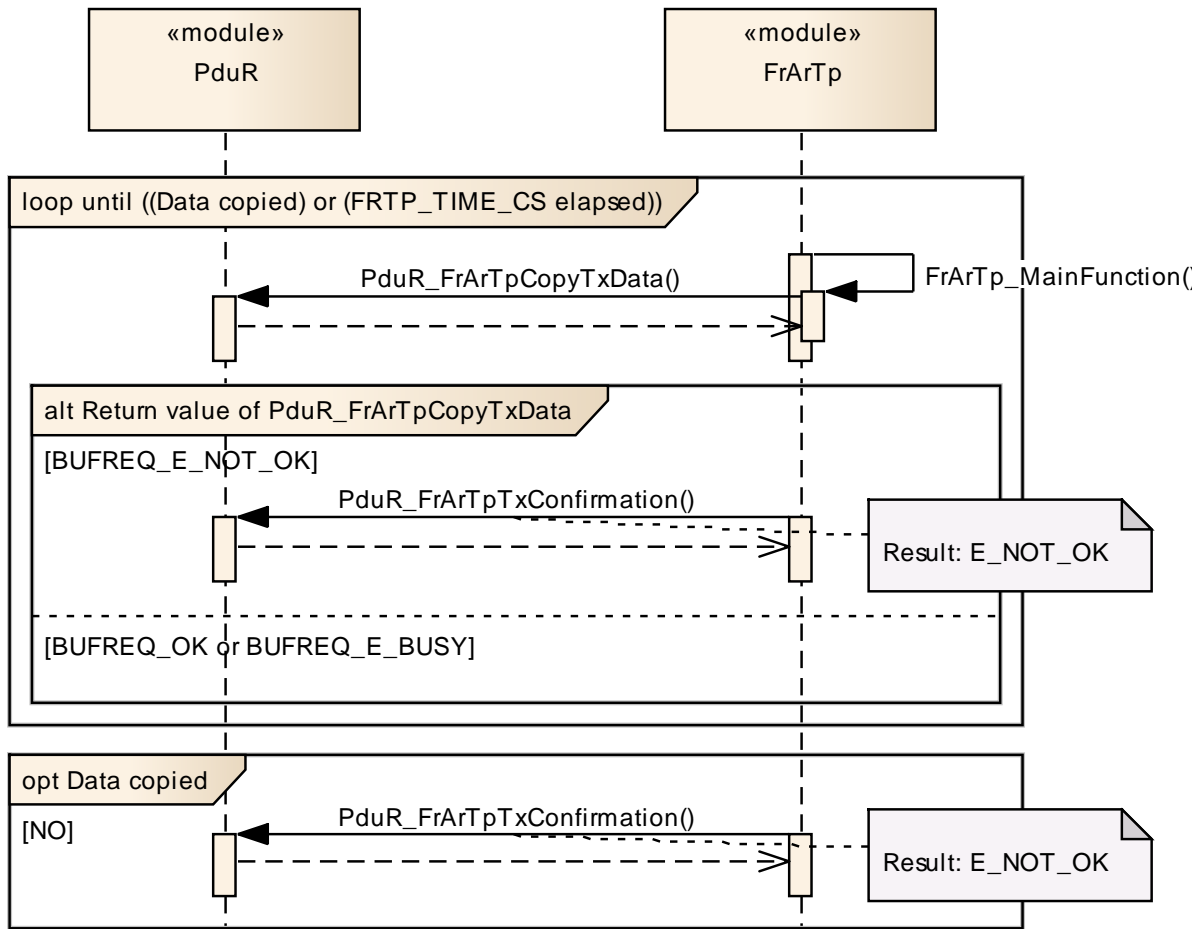 «module»
PduR
«module»
FrArTp
loop until ((Data copied) or (FRTP_TIME_CS elapsed))
FrArTp_MainFunction()
PduR_FrArTpCopyTxData()
alt Return value of PduR_FrArTpCopyTxData
[BUFREQ_E_NOT_OK]
PduR_FrArTpTxConfirmation()
Result: E_NOT_OK
[BUFREQ_OK or BUFREQ_E_BUSY]
opt Data copied
[NO]
PduR_FrArTpTxConfirmation()
Result: E_NOT_OK